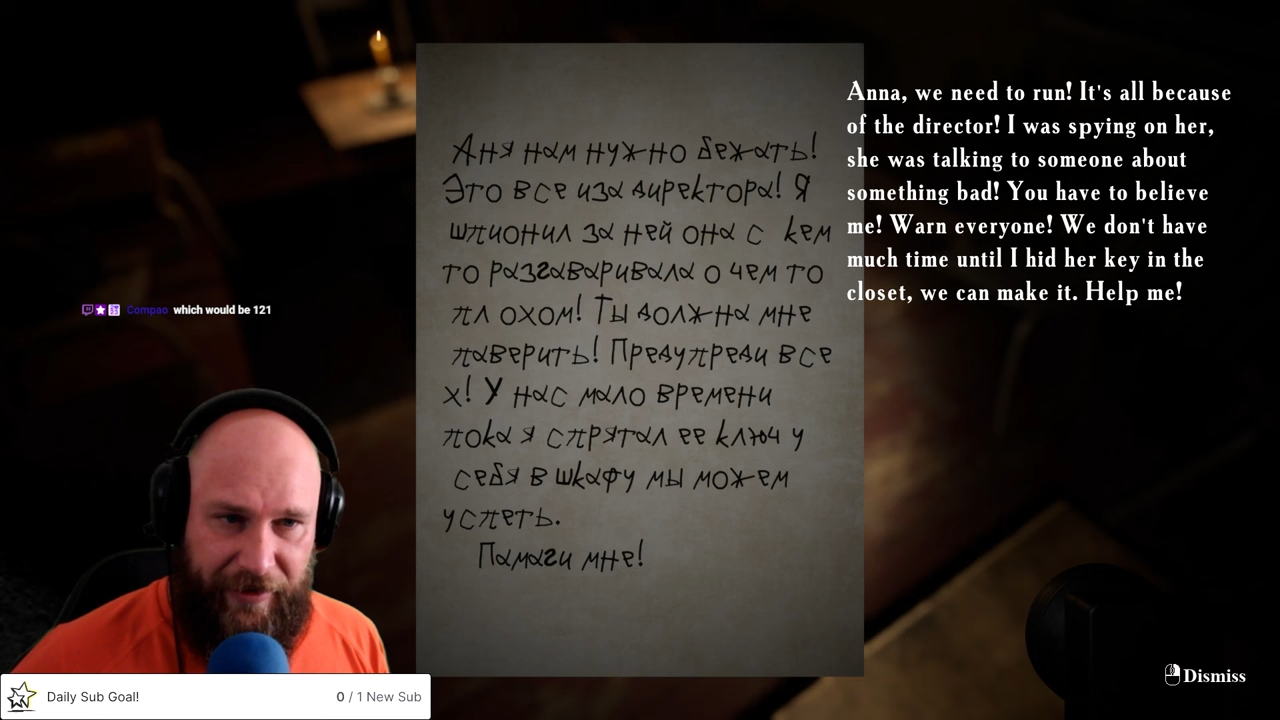 Аня нам нужно бежать!
Это все иза директора! Я
шпионил за ней она с кем
то разгаваривала о чем то
пл охом! Ты должна мне
паверить! Предупреди все
х! У нас мало времени
пока я спрятал ее ключ у
себя в шкафу мы можем
успеть.
Памаги мне!
Anna, we need to run! It's all because
of the director! I was spying on her,
she was talking to someone about
something bad! You have to believe
me! Warn everyone! We don't have
much time until I hid her key in the
closet, we can make it. Help me!
Compao which would be 121
Dismiss
Daily Sub Goal! 0 / 1 New Sub